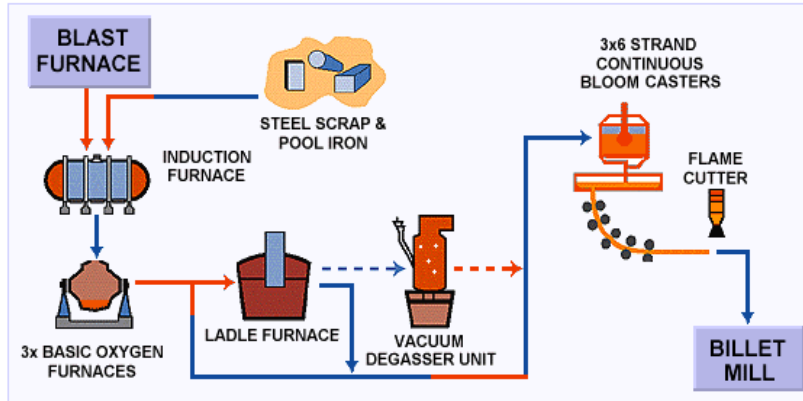 BLAST
FURNACE
STEEL SCRAP &
POOL IRON
INDUCTION
FURNACE
3x BASIC OXYGEN
FURNACES
LADLE FURNACE
VACUUM
DEGASSER UNIT
3x6 STRAND
CONTINUOUS
BLOOM CASTERS
FLAME
CUTTER
BILLET
MILL